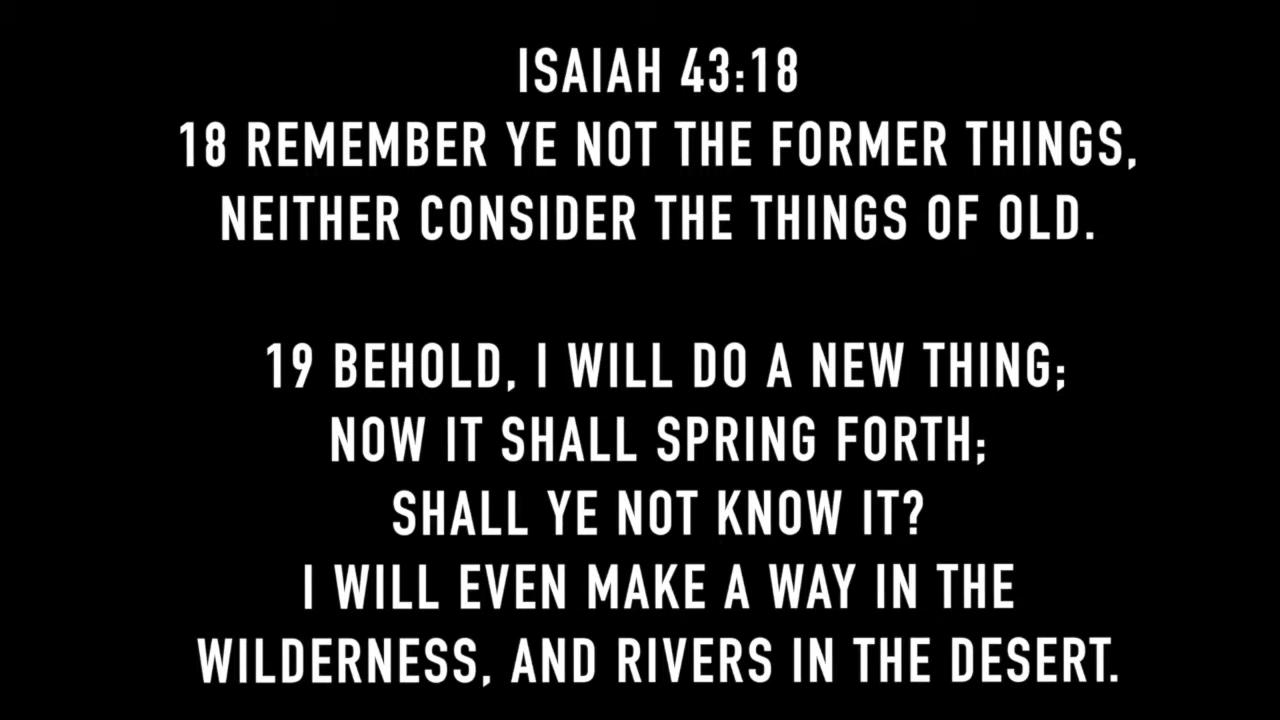 ISAIAH 43:18
18 REMEMBER YE NOT THE FORMER THINGS,
NEITHER CONSIDER THE THINGS OF OLD.
19 BEHOLD, I WILL DO A NEW THING;
NOW IT SHALL SPRING FORTH;
SHALL YE NOT KNOW IT?
I WILL EVEN MAKE A WAY IN THE
WILDERNESS, AND RIVERS IN THE DESERT.